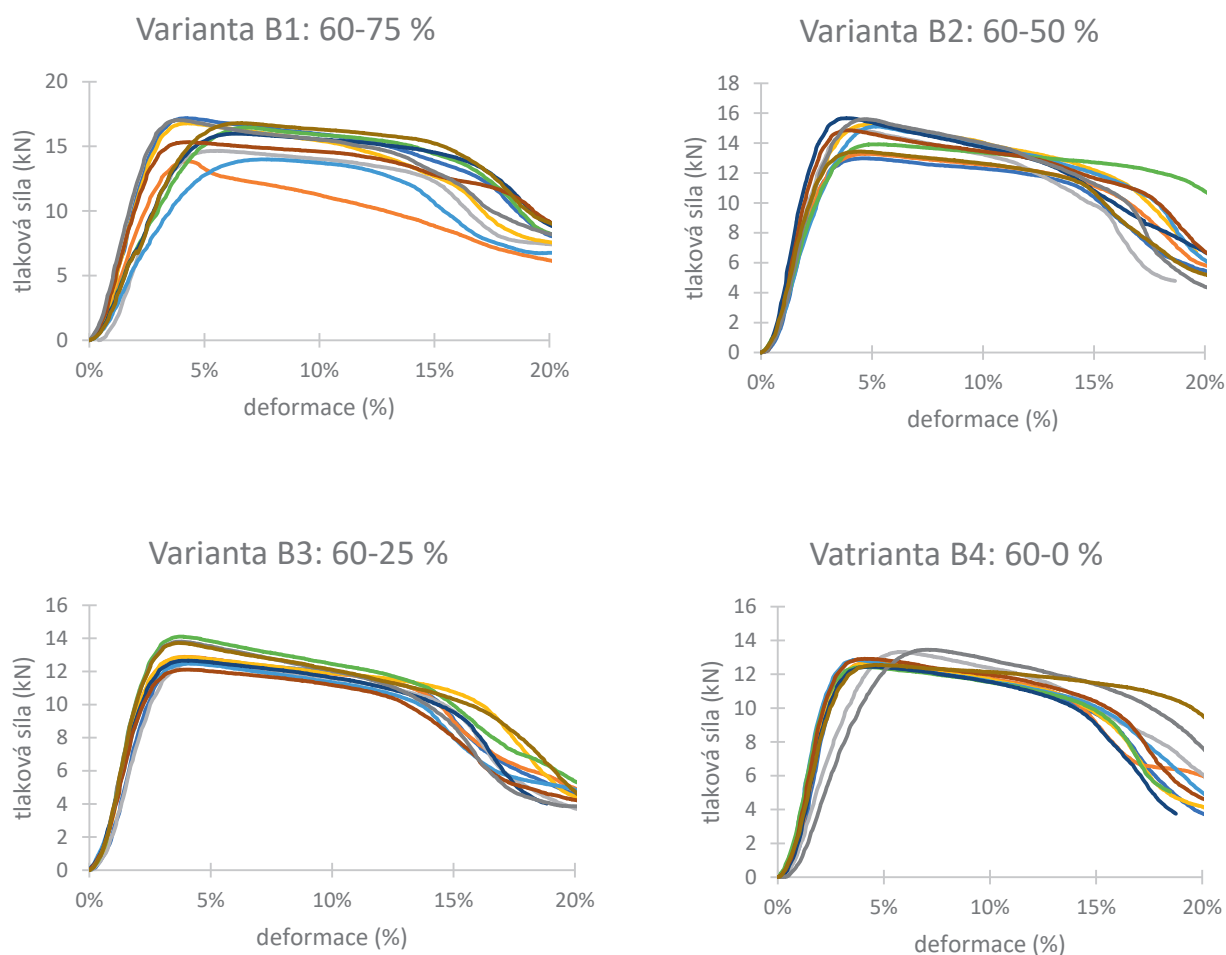 Varianta B1: 60-75 %
20
15
10
5
0
0% 5% 10% 15% 20%
tlaková síla (kN)
deformace (%)
Varianta B2: 60-50 %
18
16
14
12
10
8
6
4
2
0
0% 5% 10% 15% 20%
tlaková síla (kN)
deformace (%)
Varianta B3: 60-25 %
16
14
12
10
8
6
4
2
0
0% 5% 10% 15% 20%
tlaková síla (kN)
deformace (%)
Vatrianta B4: 60-0 %
16
14
12
10
8
6
4
2
0
0% 5% 10% 15% 20%
tlaková síla (kN)
deformace (%)